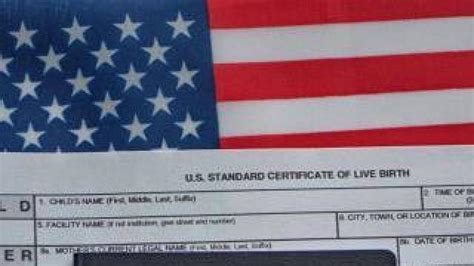 U.S. STANDARD CERTIFICATE OF LIVE BIRTH
L D 1. CHILD'S NAME (First, Middle, Last, Suffix) 2. TIME OF BI
5. FACILITY NAME (If not institution, give street and number) 6. CITY, TOWN, OR LOCATION OF B
E R 8a. MOTHER'S CURRENT LEGAL NAME (First, Middle, Last, Suffix) 8b. DATE OF BIRTH